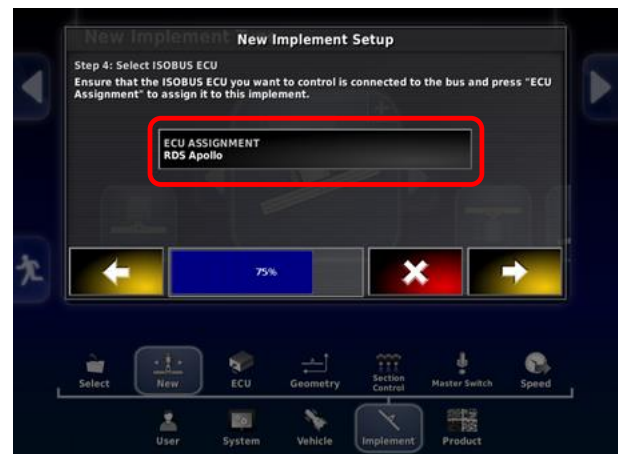 New Implement
New Implement Setup
Step 4: Select ISOBUS ECU
Ensure that the ISOBUS ECU you want to control is connected to the bus and press "ECU
Assignment" to assign it to this implement.
ECU ASSIGNMENT
RDS Apollo
75%
Select
New
ECU
Geometry
Section
Control
Master Switch
Speed
User
System
Vehicle
Implement
Product